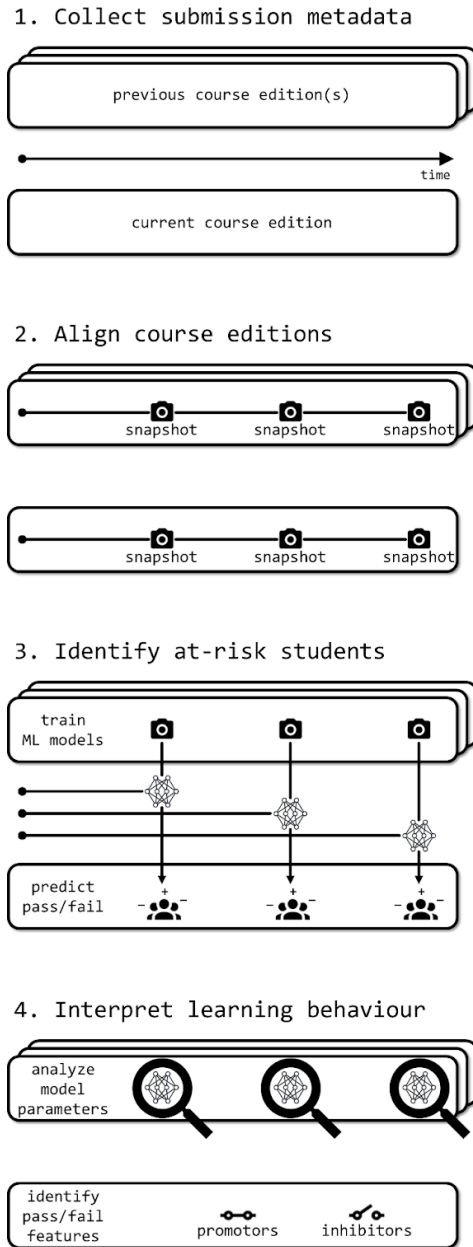 1. Collect submission metadata
previous course edition(s)
time
current course edition
2. Align course editions
snapshot snapshot snapshot
snapshot snapshot snapshot
3. Identify at-risk students
train
ML models
predict
pass/fail
+ + +
− − − − − −
4. Interpret learning behaviour
analyze
model
parameters
identify
pass/fail
features
promotors inhibitors